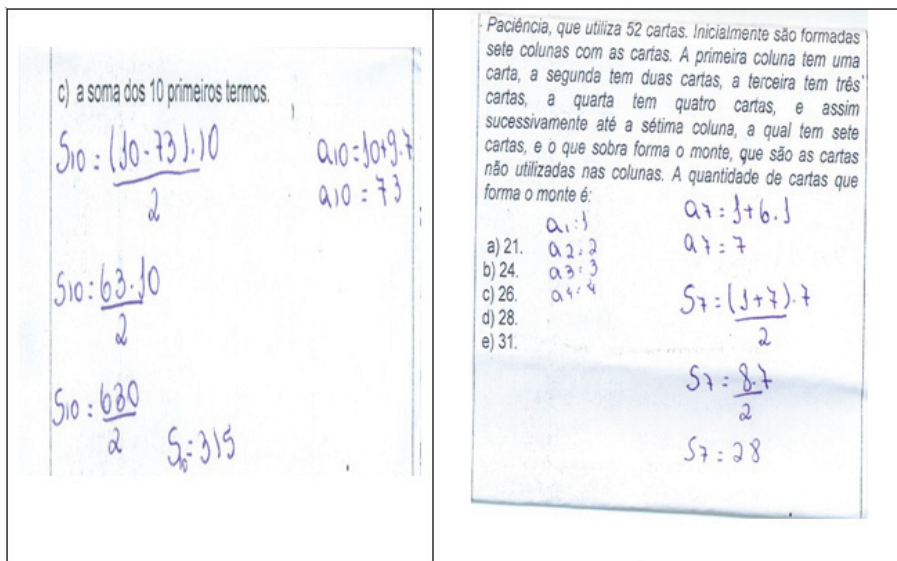 c) a soma dos 10 primeiros termos.
S10 = (10 - 73).10
2
a10 = 10+9.7
a10 = 73
S10 = 63.10
2
S10 = 630
2
S10 = 315
Paciência, que utiliza 52 cartas. Inicialmente são formadas
sete colunas com as cartas. A primeira coluna tem uma
carta, a segunda tem duas cartas, a terceira tem três
cartas, a quarta tem quatro cartas, e assim
sucessivamente até a sétima coluna, a qual tem sete
cartas, e o que sobra forma o monte, que são as cartas
não utilizadas nas colunas. A quantidade de cartas que
forma o monte é:
a) 21.
b) 24.
c) 26.
d) 28.
e) 31.
a1 = 1
a2 = 2
a3 = 3
a4 = 4
a7 = 1+6.1
a7 = 7
S7 = (1+7).7
2
S7 = 8.7
2
S7 = 28